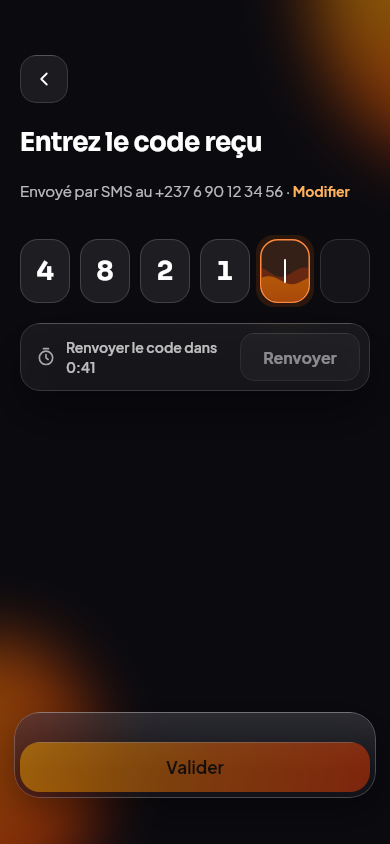 Entrez le code reçu
Envoyé par SMS au +237 6 90 12 34 56 · Modifier
4 8 2 1
Renvoyer le code dans
0:41
Renvoyer
Valider